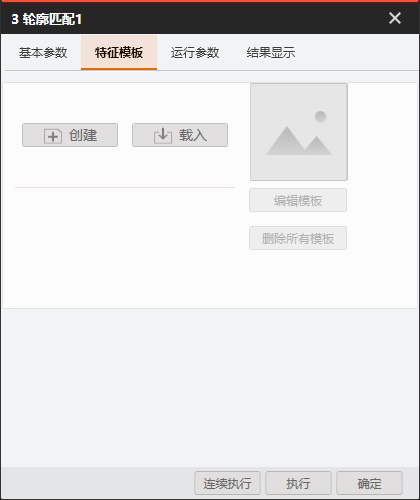 3 轮廓匹配1
基本参数 特征模板 运行参数 结果显示
创建 载入
编辑模板
删除所有模板
连续执行 执行 确定